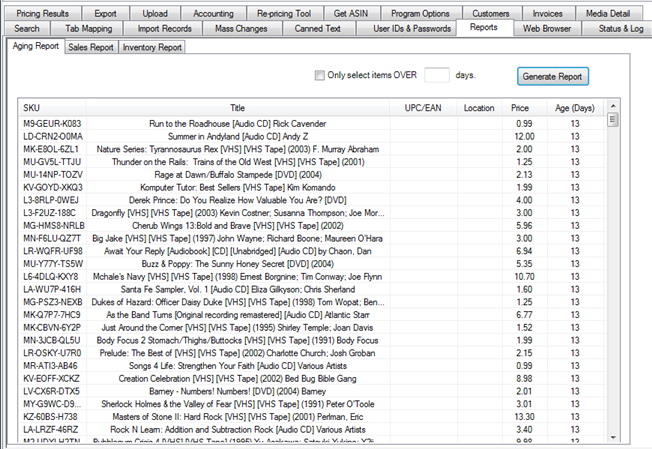 Pricing Results Export Upload Accounting Re-pricing Tool Get ASIN Program Options Customers Invoices Media Detail
Search Tab Mapping Import Records Mass Changes Canned Text User IDs & Passwords Reports Web Browser Status & Log
Aging Report Sales Report Inventory Report
Only select items OVER days. Generate Report
SKU Title UPC/EAN Location Price Age (Days)
M9-GEUR-K083 Run to the Roadhouse [Audio CD] Rick Cavender 0.99 13
LD-CRN2-O0MA Summer in Andyland [Audio CD] Andy Z 12.00 13
MK-E8OL-6ZL1 Nature Series: Tyrannosaurus Rex [VHS] [VHS Tape] (2003) F. Murray Abraham 2.00 13
MU-GV5L-TTJU Thunder on the Rails: Trains of the Old West [VHS] [VHS Tape] (2001) 1.25 13
MU-14NP-TOZV Rage at Dawn/Buffalo Stampede [DVD] (2004) 2.13 13
KV-GOYD-XKQ3 Komputer Tutor: Best Sellers [VHS] Tape] Kim Komando 1.99 13
L3-8RLP-0WEJ Derek Prince: Do You Realize How Valuable You Are? [DVD] 4.00 13
L3-F2UZ-188C Dragonfly [VHS] [VHS Tape] (2003) Kevin Costner; Susanna Thompson; Joe Mor... 3.00 13
MG-HMS8-NRLB Cherub Wings 13:Bold and Brave [VHS] [VHS Tape] (2002) 5.96 13
MN-F6LU-QZ7T Big Jake [VHS] [VHS Tape] (1997) John Wayne; Richard Boone; Maureen O'Hara 3.00 13
LR-WQFR-UF98 Await Your Reply [Audiobook] [CD] [Unabridged] [Audio CD] by Chaon, Dan 6.94 13
MU-Y77Y-TS5W Buzz & Poppy: The Sunny Honey Secret [DVD] (2004) 5.35 13
L6-4DLQ-KXY8 Mchale's Navy [VHS] [VHS Tape] (1998) Ernest Borgnine; Tim Conway; Joe Flynn 10.70 13
LA-WU7P-416H Santa Fe Sampler, Vol. 1 [Audio CD] Eliza Gilkyson; Chris Sherland 1.60 13
MG-PSZ3-NEXB Dukes of Hazard: Officer Daisy Duke [VHS] [VHS Tape] (1998) Tom Wopat; Ben... 1.25 13
MK-Q7P7-7HC9 As the Band Turns [Original recording remastered] [Audio CD] Atlantic Starr 6.77 13
MK-CBVN-6Y2P Just Around the Corner [VHS] [VHS Tape] (1995) Shirley Temple; Joan Davis 1.52 13
MN-3JCB-QL5U Body Focus 2 Stomach/Thighs/Buttocks [VHS] [VHS Tape] (1991) Body Focus 1.99 13
LR-OSKY-U7R0 Prelude: The Best of [VHS] [VHS Tape] (2002) Charlotte Church; Josh Groban 2.15 13
MR-ATI3-AB46 Songs 4 Life: Strengthen Your Faith [Audio CD] Various Artists 0.99 13
KV-EOFF-XCKZ Creation Celebration [VHS] [VHS Tape] (2002) Bed Bug Bible Gang 8.98 13
LV-CX6R-DTX5 Barney - Numbers! Numbers! [DVD] (2004) Barney 2.01 13
MY-G9WC-D9... Sherlock Holmes & the Valley of Fear [VHS] [VHS Tape] (1991) Peter O'Toole 3.01 13
KZ-60BS-H738 Masters of Stone II: Hard Rock [VHS] [VHS Tape] (2001) Perlman, Eric 13.30 13
LA-LRZF-46RZ Rock N Learn: Addition and Subtraction Rock [Audio CD] Various Artists 3.40 13